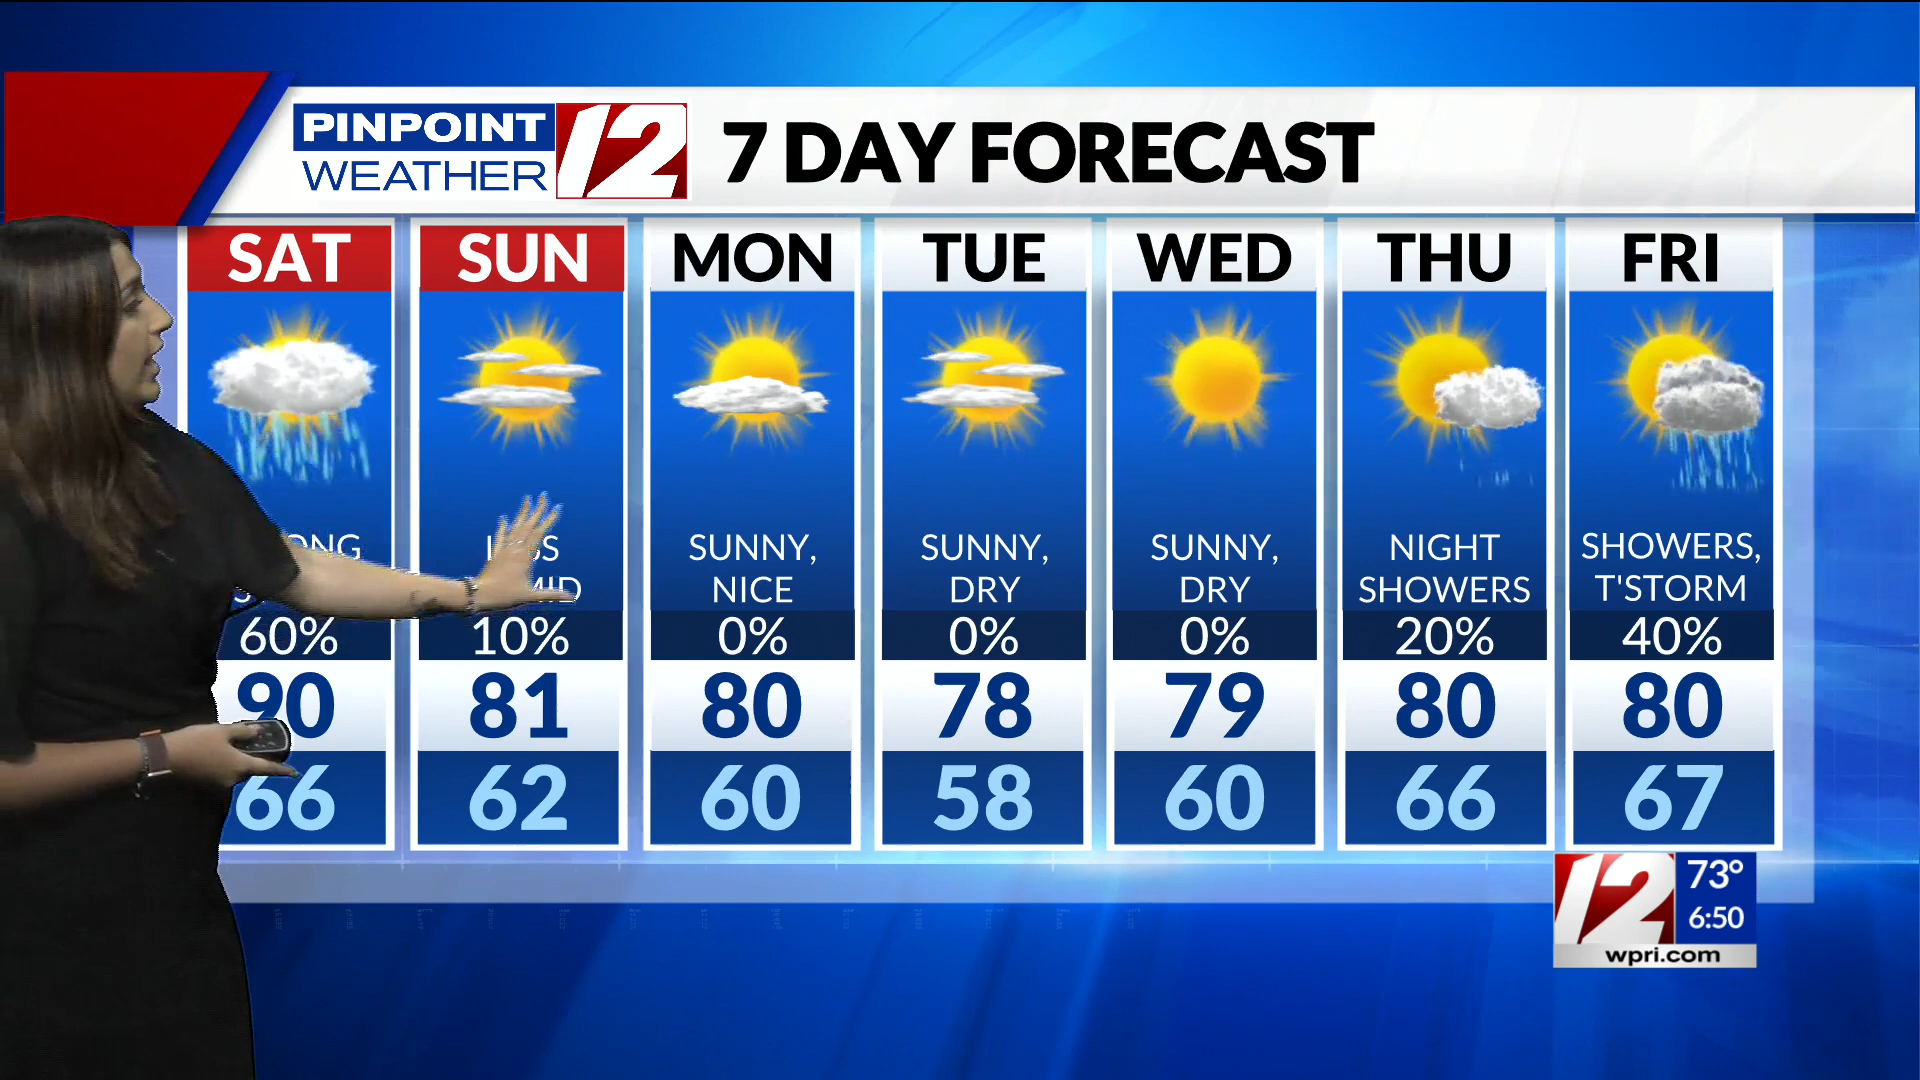 PINPOINT
WEATHER 12
7 DAY FORECAST
SAT SUN MON TUE WED THU FRI
SUNNY, SUNNY, SUNNY, NIGHT SHOWERS,
NICE DRY DRY SHOWERS T'STORM
60% 10% 0% 0% 0% 20% 40%
90 81 80 78 79 80 80
66 62 60 58 60 66 67
12
73°
6:50
wpri.com